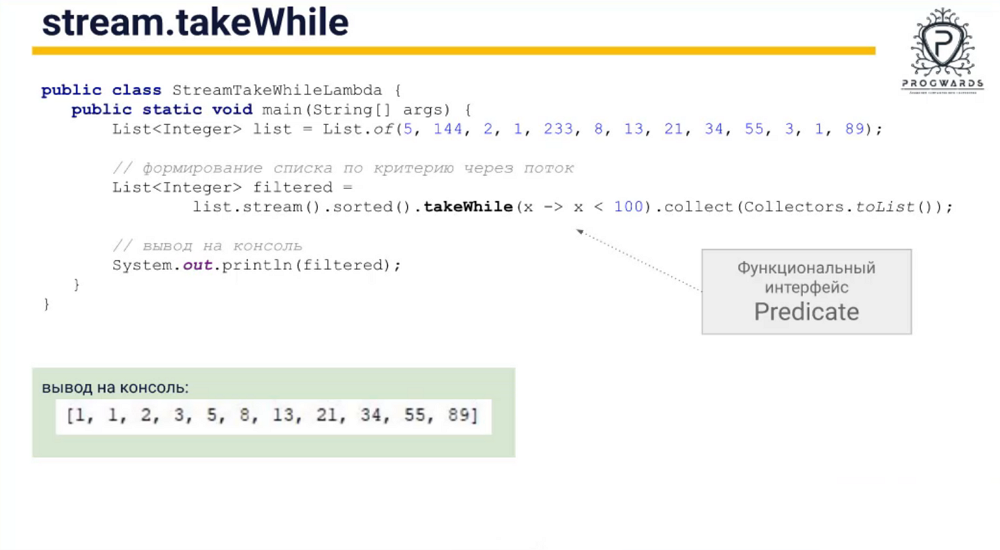 stream.takeWhile
PROGWARDS
public class StreamTakeWhileLambda {
public static void main(String[] args) {
List<Integer> list = List.of(5, 144, 2, 1, 233, 8, 13, 21, 34, 55, 3, 1, 89);
// формирование списка по критерию через поток
List<Integer> filtered =
list.stream().sorted().takeWhile(x -> x < 100).collect(Collectors.toList());
// вывод на консоль
System.out.println(filtered);
}
}
Функциональный
интерфейс
Predicate
вывод на консоль:
[1, 1, 2, 3, 5, 8, 13, 21, 34, 55, 89]